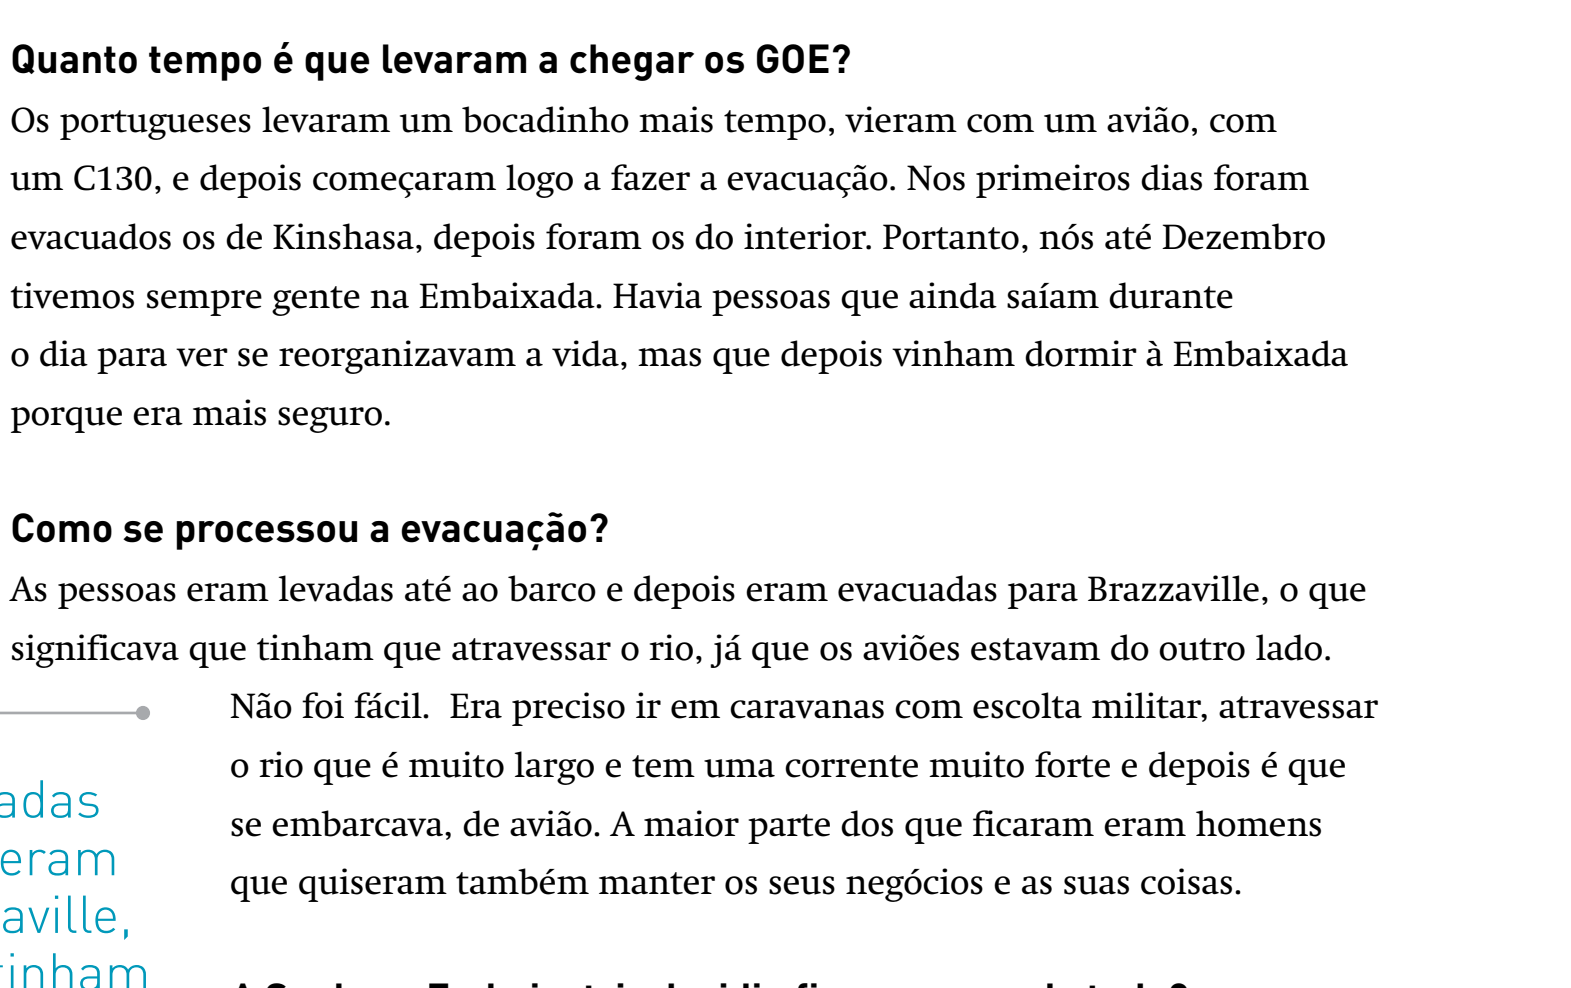 Quanto tempo é que levaram a chegar os GOE?
Os portugueses levaram um bocadinho mais tempo, vieram com um avião, com
um C130, e depois começaram logo a fazer a evacuação. Nos primeiros dias foram
evacuados os de Kinshasa, depois foram os do interior. Portanto, nós até Dezembro
tivemos sempre gente na Embaixada. Havia pessoas que ainda saíam durante
o dia para ver se reorganizavam a vida, mas que depois vinham dormir à Embaixada
porque era mais seguro.
Como se processou a evacuação?
As pessoas eram levadas até ao barco e depois eram evacuadas para Brazzaville, o que
significava que tinham que atravessar o rio, já que os aviões estavam do outro lado.
Não foi fácil.  Era preciso ir em caravanas com escolta militar, atravessar
o rio que é muito largo e tem uma corrente muito forte e depois é que
se embarcava, de avião. A maior parte dos que ficaram eram homens
que quiseram também manter os seus negócios e as suas coisas.
adas
eram
aville,
tinham